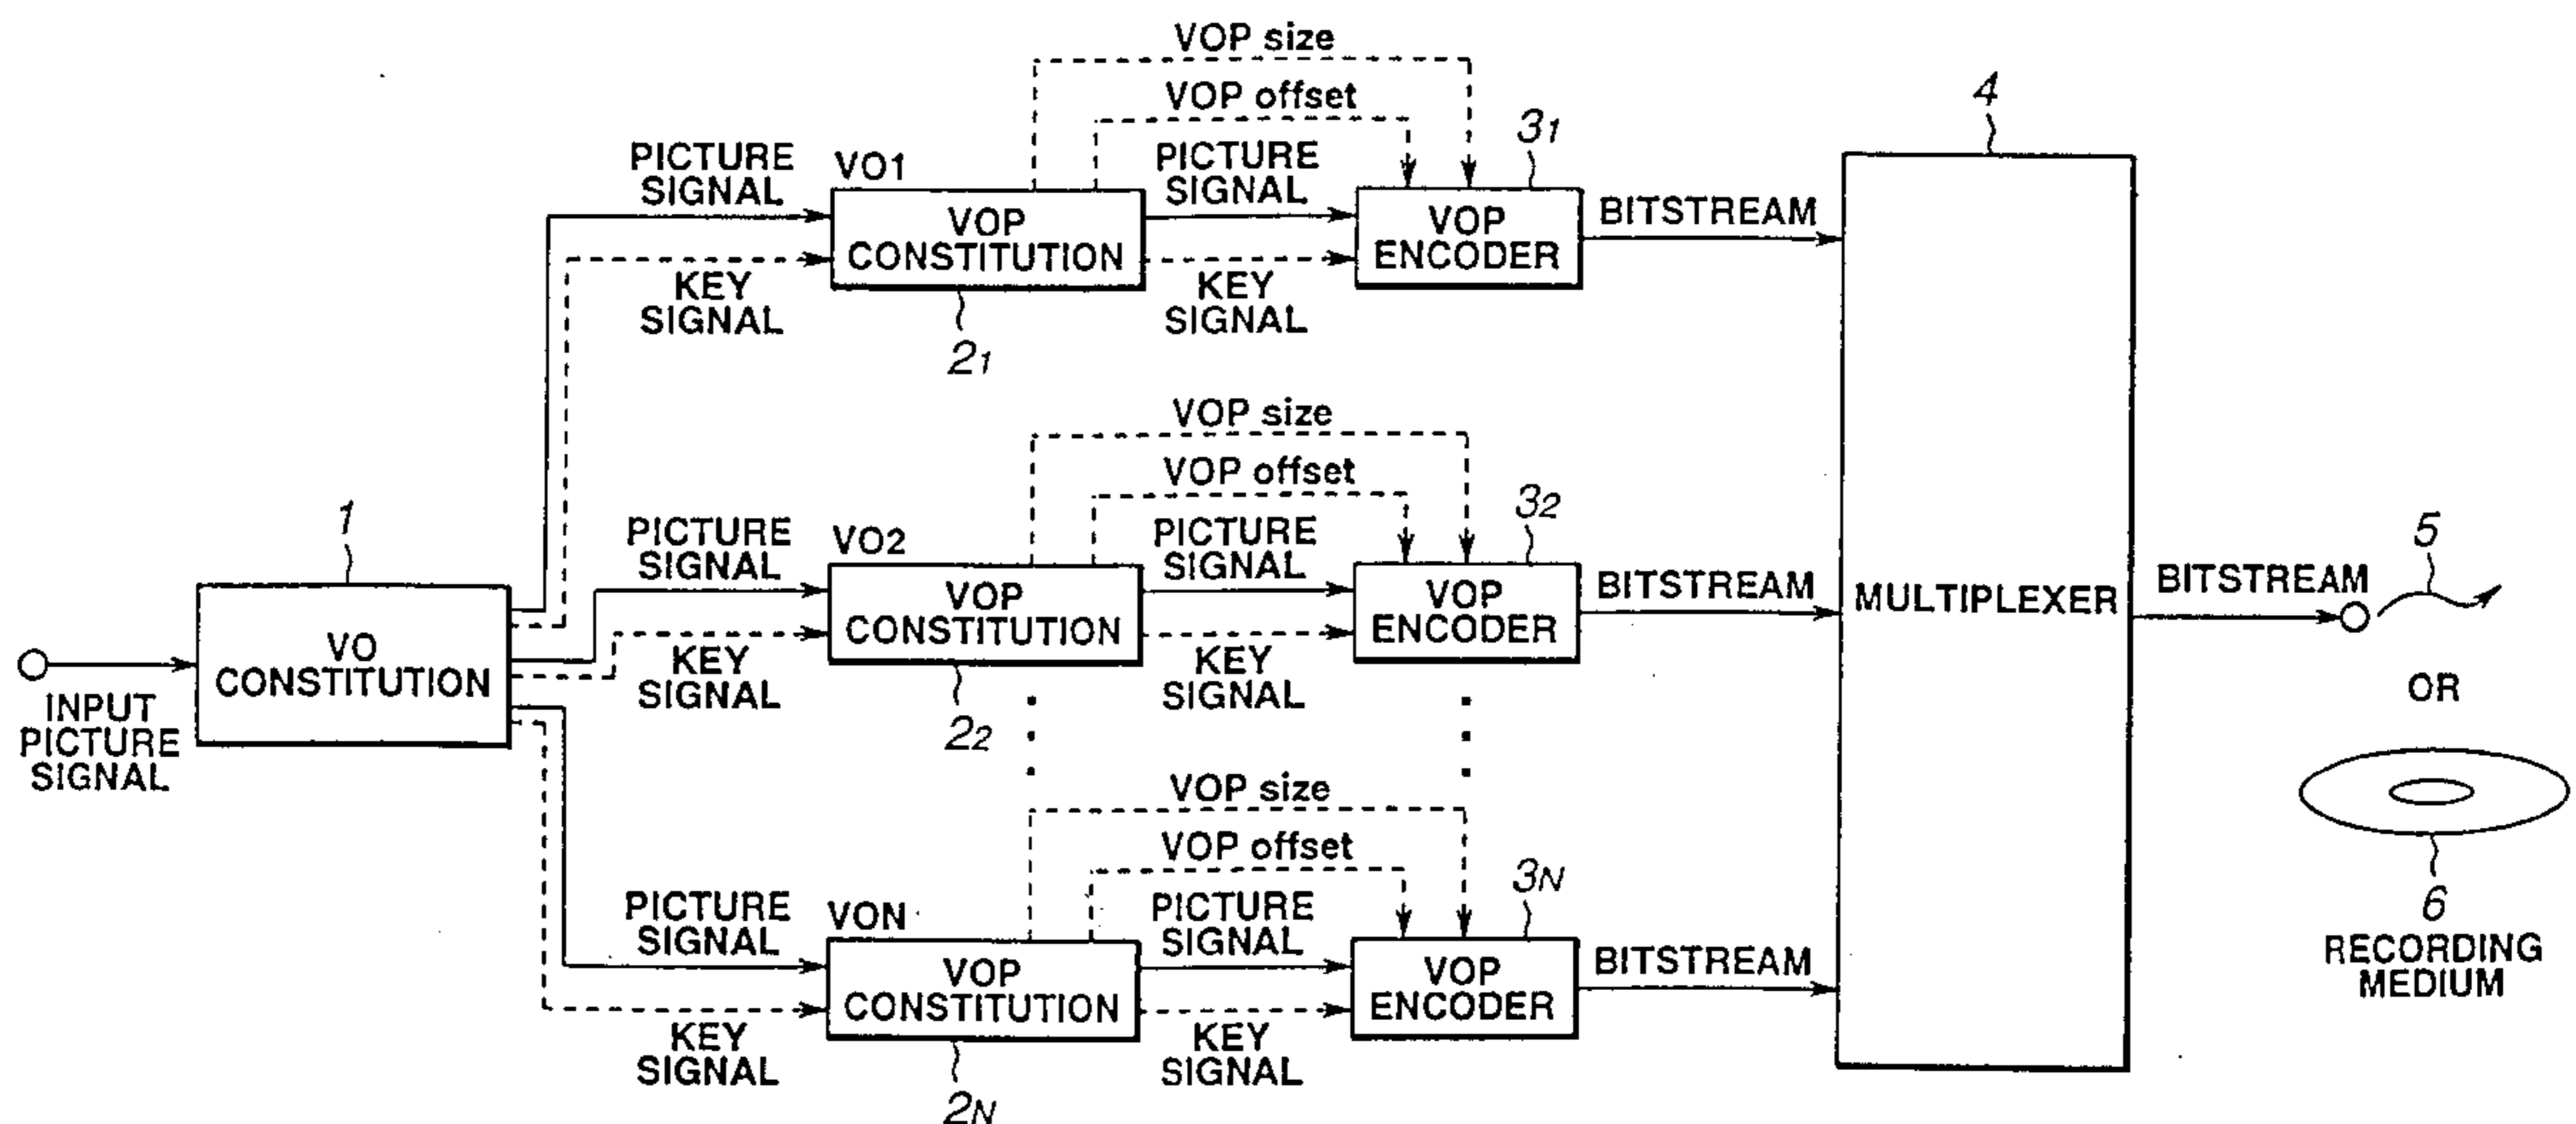 INPUT
PICTURE
SIGNAL
1
VO
CONSTITUTION
VOP size
VOP offset
PICTURE
SIGNAL
KEY
SIGNAL
VO1
VOP
CONSTITUTION
21
PICTURE
SIGNAL
KEY
SIGNAL
31
VOP
ENCODER
BITSTREAM
VOP size
VOP offset
PICTURE
SIGNAL
KEY
SIGNAL
VO2
VOP
CONSTITUTION
22
PICTURE
SIGNAL
KEY
SIGNAL
32
VOP
ENCODER
BITSTREAM
VOP size
VOP offset
PICTURE
SIGNAL
KEY
SIGNAL
VON
VOP
CONSTITUTION
2N
PICTURE
SIGNAL
KEY
SIGNAL
3N
VOP
ENCODER
BITSTREAM
4
MULTIPLEXER
BITSTREAM
5
OR
6
RECORDING
MEDIUM